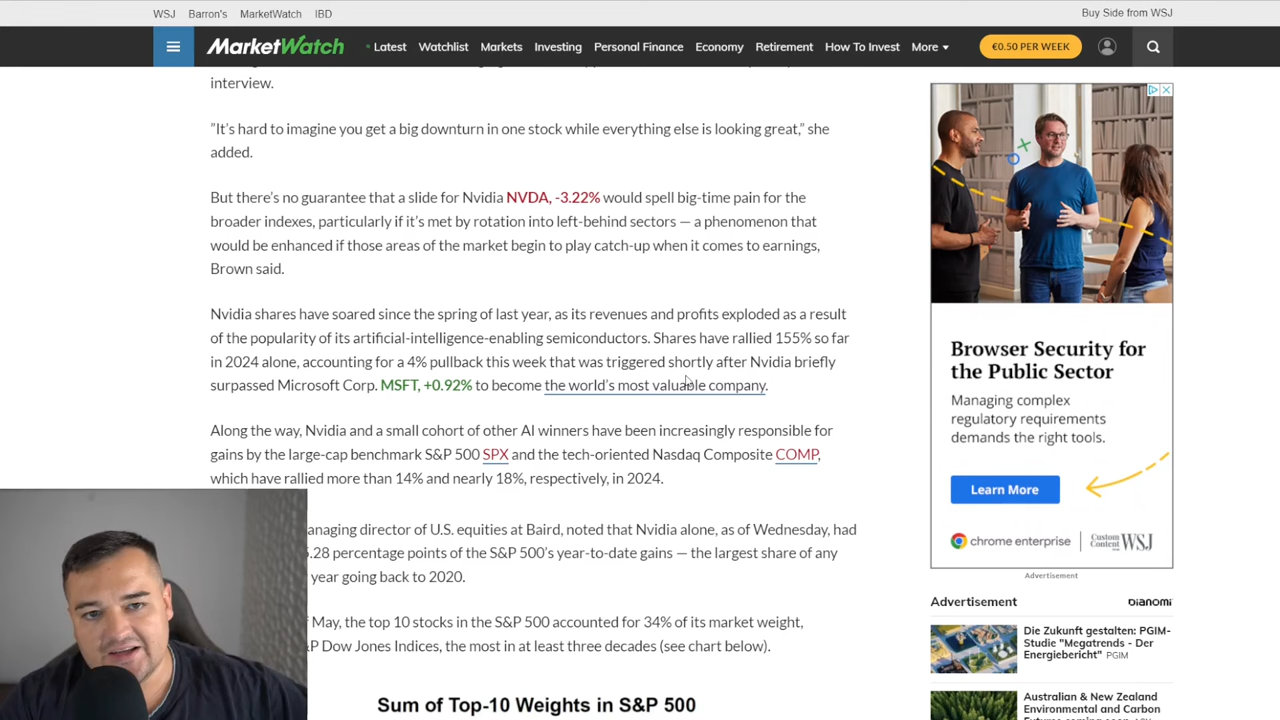 WSJ Barron's MarketWatch IBD
Buy Side from WSJ
MarketWatch
Latest Watchlist Markets Investing Personal Finance Economy Retirement How To Invest More
€0.50 PER WEEK
interview.
”It’s hard to imagine you get a big downturn in one stock while everything else is looking great,” she
added.
But there’s no guarantee that a slide for Nvidia NVDA, -3.22% would spell big-time pain for the
broader indexes, particularly if it’s met by rotation into left-behind sectors — a phenomenon that
would be enhanced if those areas of the market begin to play catch-up when it comes to earnings,
Brown said.
Nvidia shares have soared since the spring of last year, as its revenues and profits exploded as a result
of the popularity of its artificial-intelligence-enabling semiconductors. Shares have rallied 155% so far
in 2024 alone, accounting for a 4% pullback this week that was triggered shortly after Nvidia briefly
surpassed Microsoft Corp. MSFT, +0.92% to become the world’s most valuable company.
Along the way, Nvidia and a small cohort of other AI winners have been increasingly responsible for
gains by the large-cap benchmark S&P 500 SPX and the tech-oriented Nasdaq Composite COMP,
which have rallied more than 14% and nearly 18%, respectively, in 2024.
anaging director of U.S. equities at Baird, noted that Nvidia alone, as of Wednesday, had
.28 percentage points of the S&P 500’s year-to-date gains — the largest share of any
year going back to 2020.
May, the top 10 stocks in the S&P 500 accounted for 34% of its market weight,
P Dow Jones Indices, the most in at least three decades (see chart below).
Sum of Top-10 Weights in S&P 500
Browser Security for
the Public Sector
Managing complex
regulatory requirements
demands the right tools.
Learn More
chrome enterprise
Custom
Content
WSJ
Advertisement
Advertisement
bianomi
Die Zukunft gestalten: PGIM-
Studie "Megatrends - Der
Energiebericht" PGIM
Australian & New Zealand
Environmental and Carbon